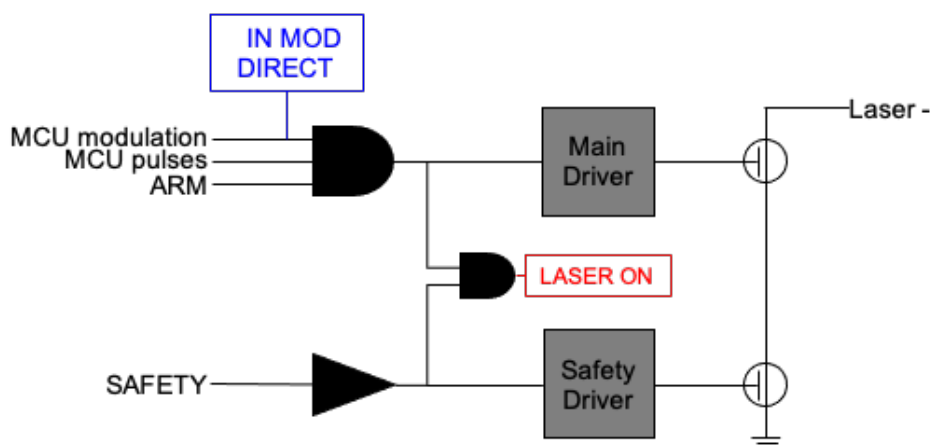 IN MOD
DIRECT
MCU modulation
MCU pulses
ARM
Main
Driver
Laser -
LASER ON
SAFETY
Safety
Driver